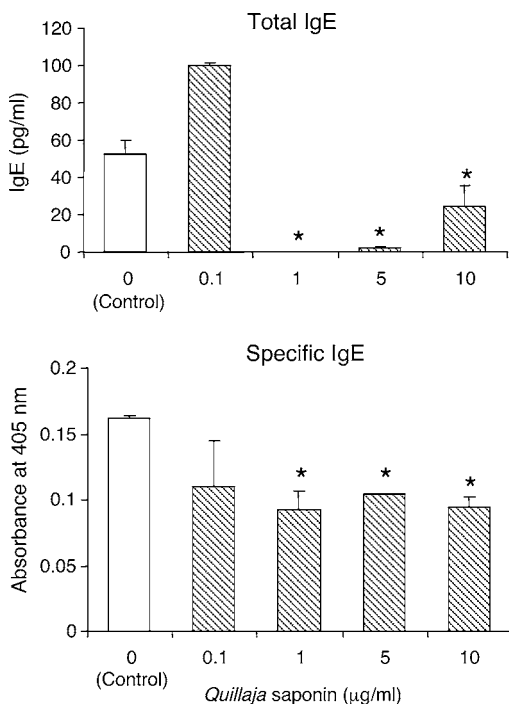 Total IgE
120
100
80
60
40
20
0
IgE (pg/ml)
* * *
0 0.1 1 5 10
(Control)
Specific IgE
0.2
0.15
0.1
0.05
0
Absorbance at 405 nm
* * *
0 0.1 1 5 10
(Control)
Quillaja saponin (μg/ml)